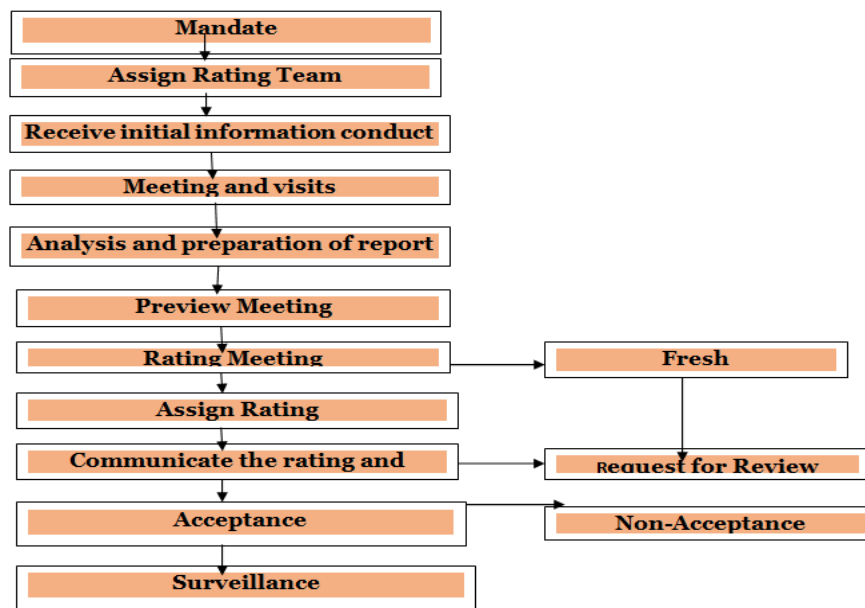 Mandate
Assign Rating Team
Receive initial information conduct
Meeting and visits
Analysis and preparation of report
Preview Meeting
Rating Meeting
Fresh
Assign Rating
Communicate the rating and
Request for Review
Acceptance
Non-Acceptance
Surveillance